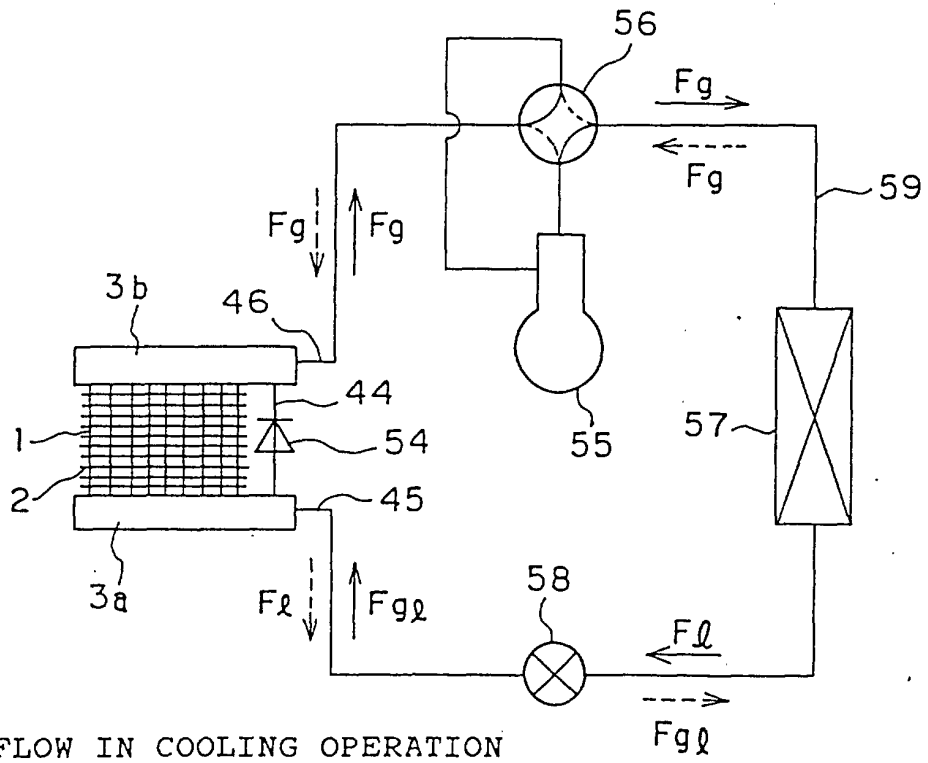 56
Fg
Fg
59
Fg
Fg
3b
46
44
1
54
55
57
2
45
3a
58
Fℓ
Fgℓ
Fℓ
Fgℓ
FLOW IN COOLING OPERATION